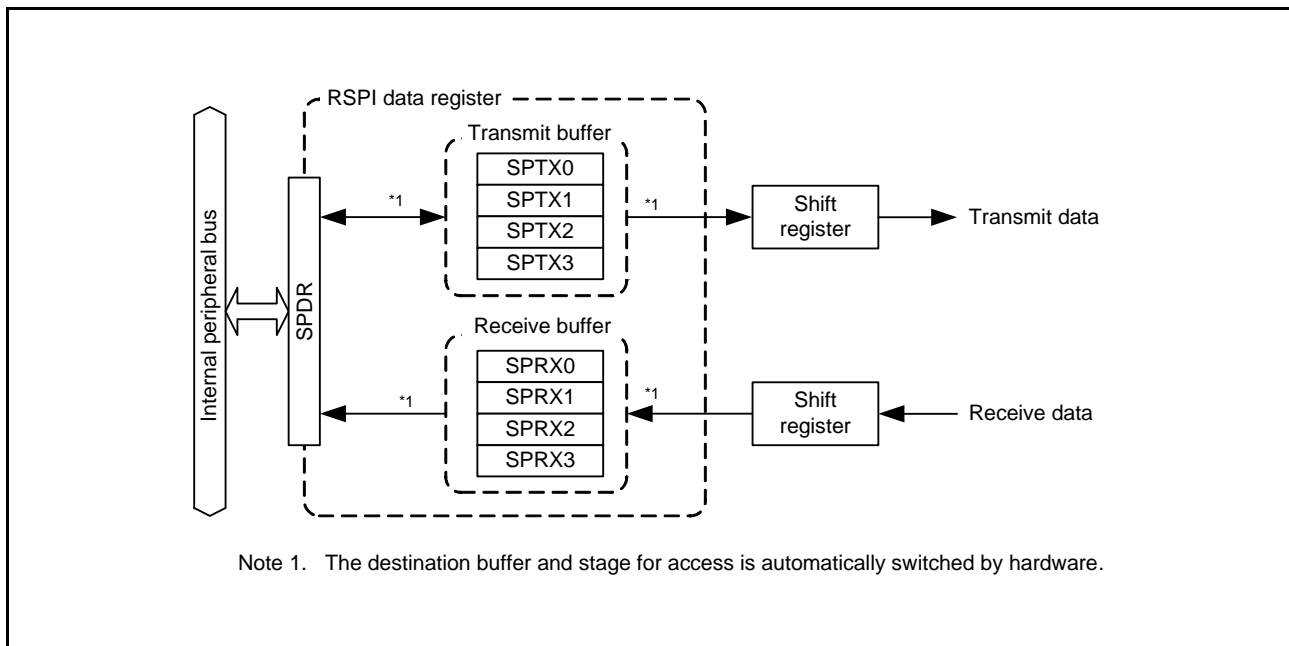 RSPI data register
Transmit buffer
SPTX0
SPTX1
SPTX2
SPTX3
*1
*1
Shift
register
Transmit data
Internal peripheral bus
SPDR
Receive buffer
SPRX0
SPRX1
SPRX2
SPRX3
*1
*1
Shift
register
Receive data
Note 1. The destination buffer and stage for access is automatically switched by hardware.